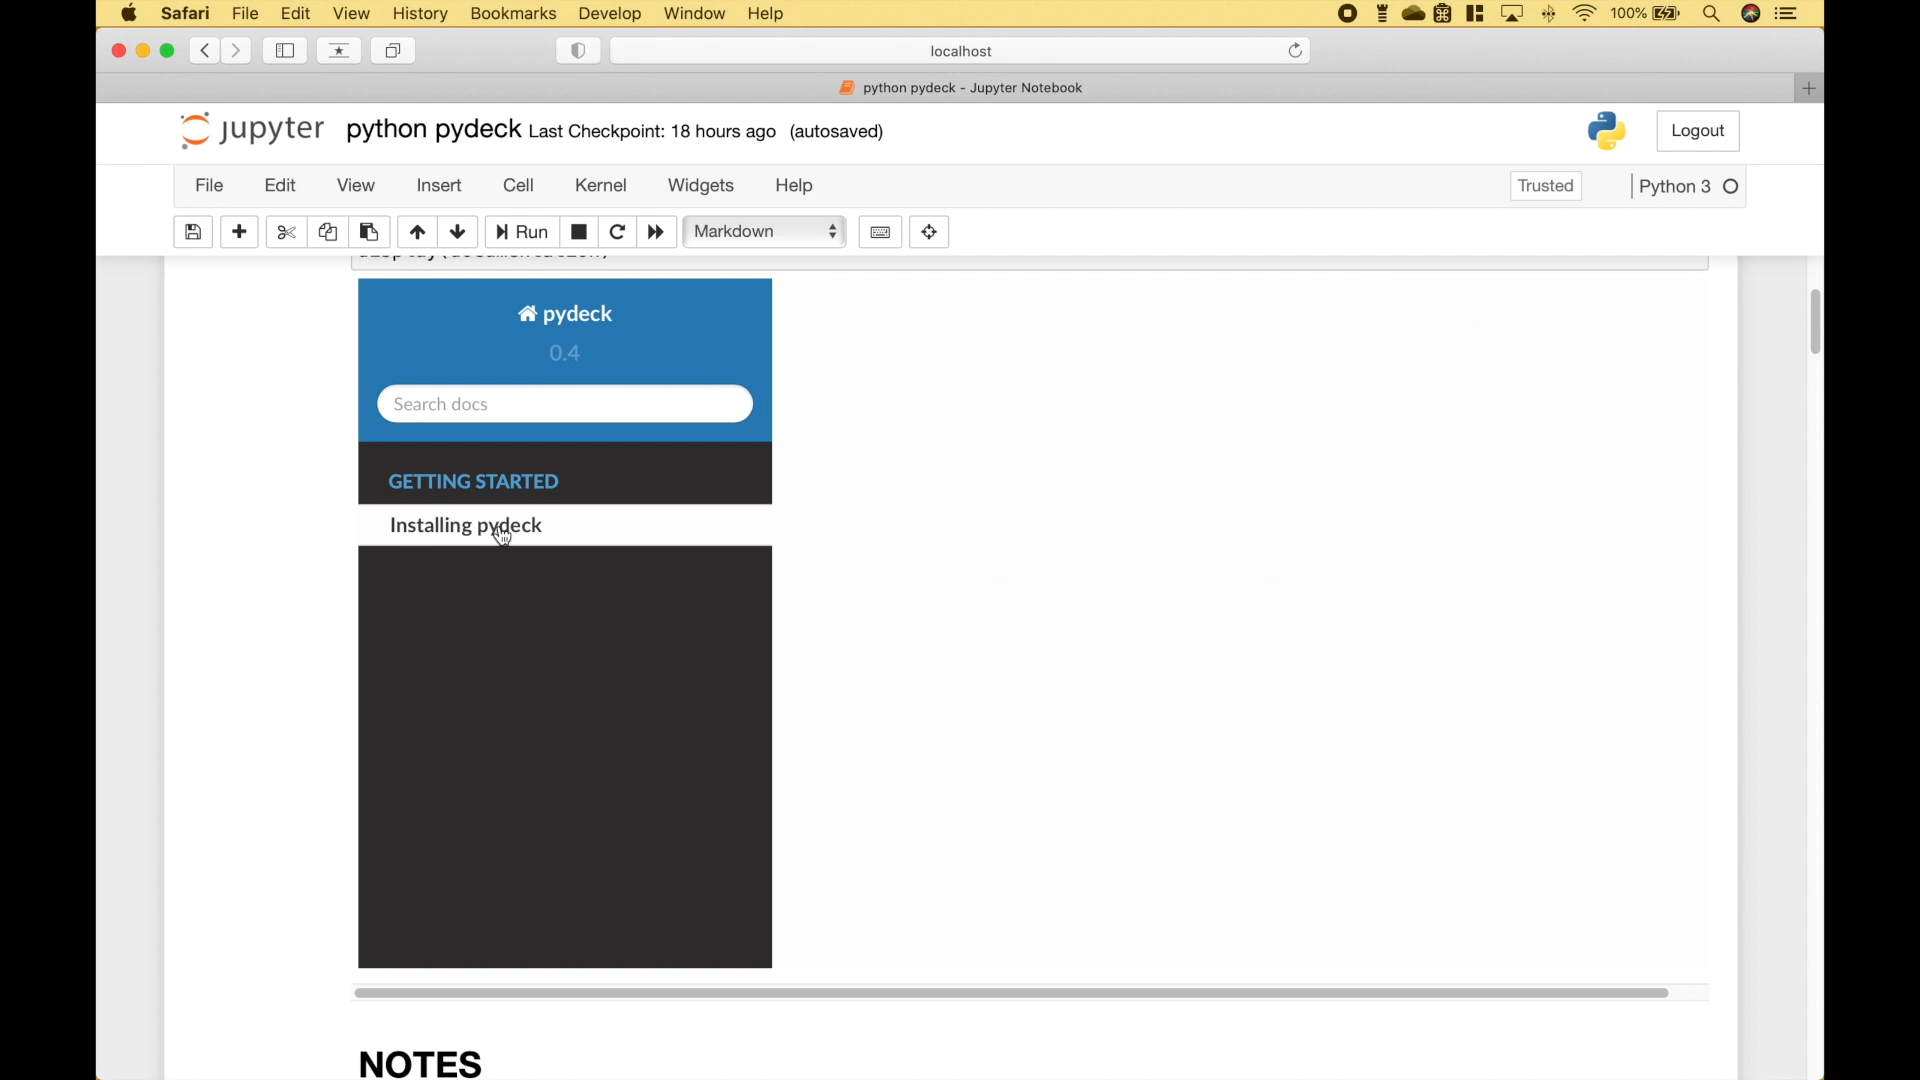 Safari File Edit View History Bookmarks Develop Window Help 100%
localhost
python pydeck - Jupyter Notebook
jupyter python pydeck Last Checkpoint: 18 hours ago (autosaved) Logout
File Edit View Insert Cell Kernel Widgets Help Trusted Python 3
Run Markdown
pydeck
0.4
Search docs
GETTING STARTED
Installing pydeck
NOTES